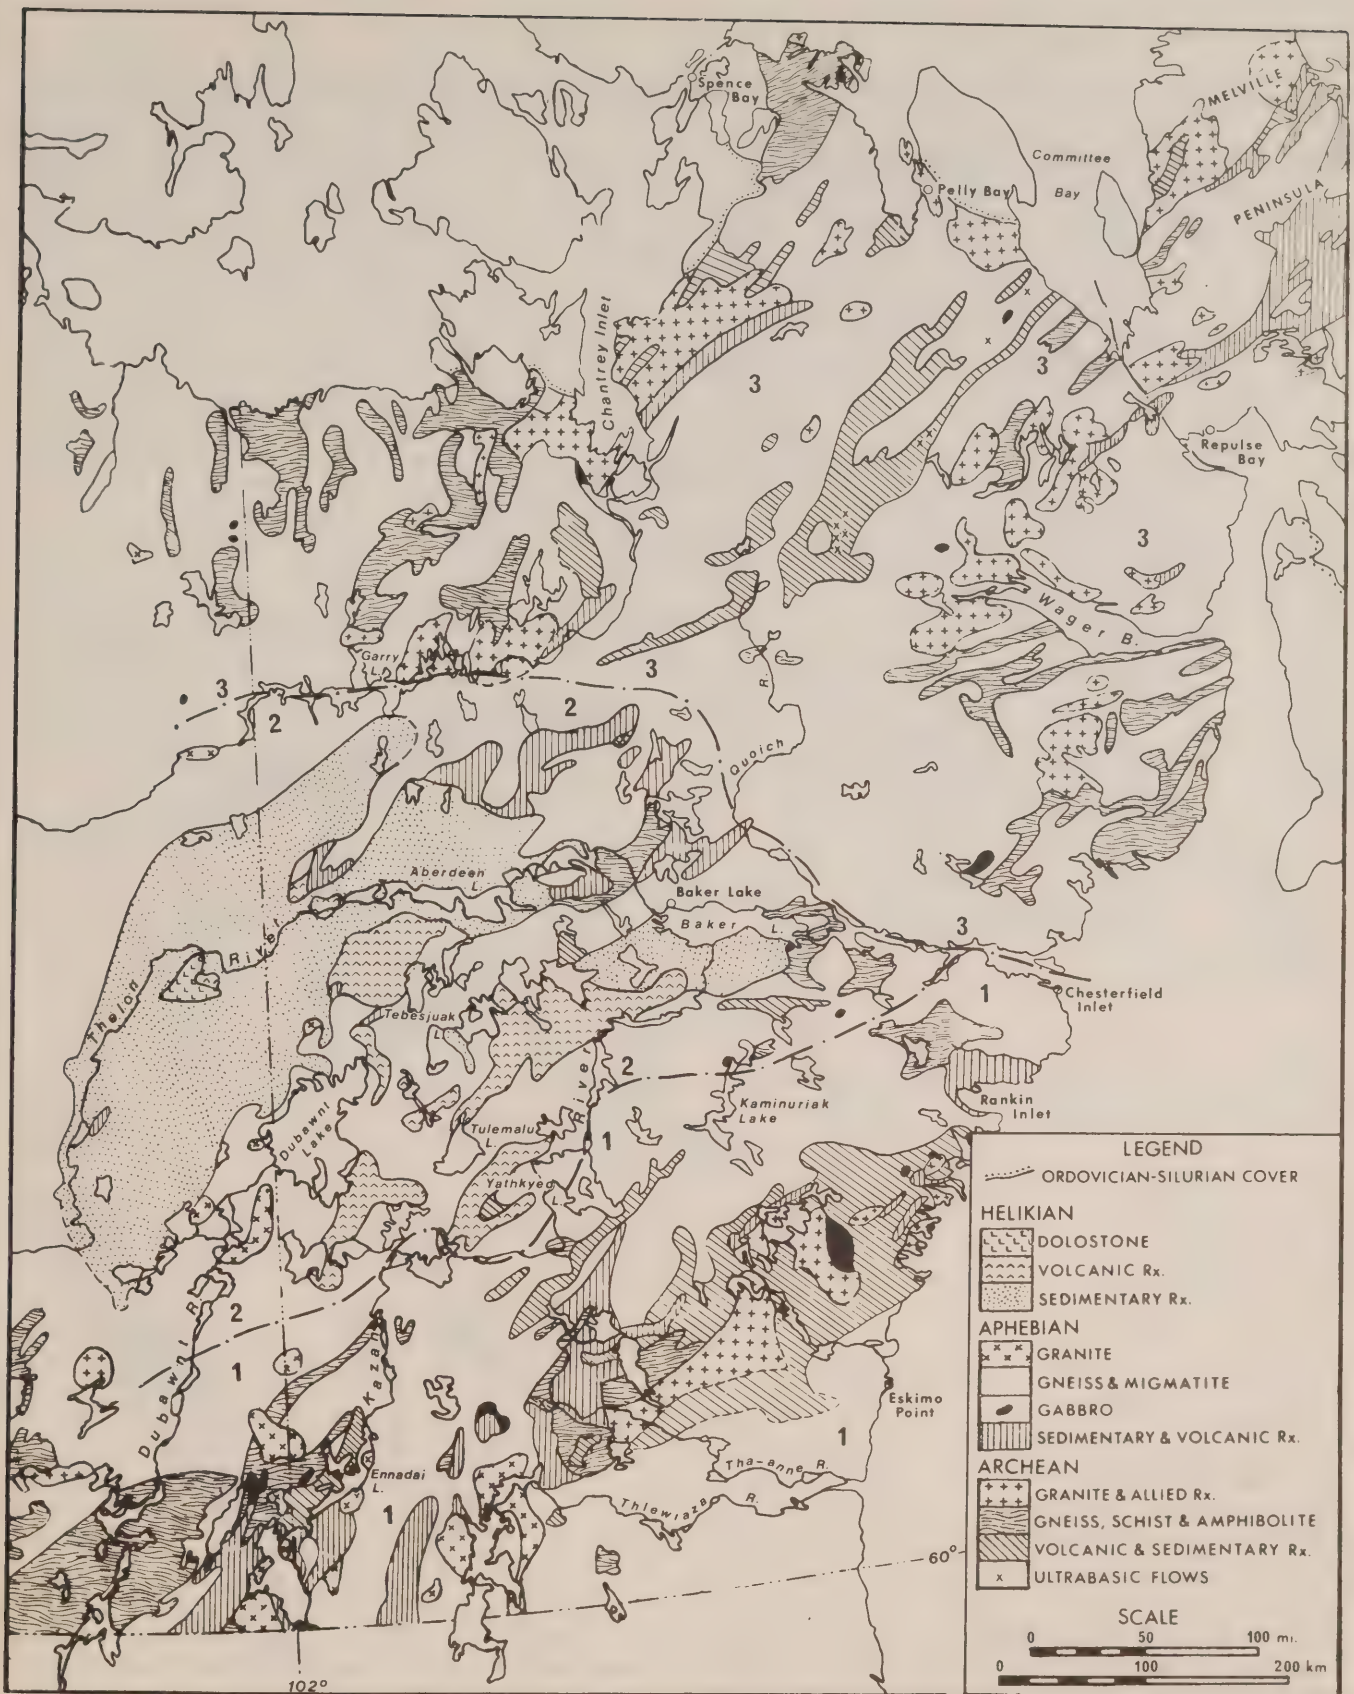 MELVILLE
Spence
Bay
Committee
Bay
Pelly Bay
PENINSULA
Chantrey Inlet
3
3
Repulse
Bay
3
Wager B.
Garry
L.
3
3
2
2
R.
Quoich
Aberdeen
L.
Baker Lake
Baker L.
3
Thelon River
1
Chesterfield
Inlet
Tebesjuak
L.
2
River
Kaminuriak
Lake
Rankin
Inlet
Dubawnt
Lake
Tulemalu
L.
1
Yathkyed
L.
2
1
Dubawnt R.
Kazan
Eskimo
Point
1
Ennadai
L.
1
Tha-anne R.
Thlewiaza R.
60°
102°
LEGEND
ORDOVICIAN-SILURIAN COVER
HELIKIAN
DOLOSTONE
VOLCANIC Rx.
SEDIMENTARY Rx.
APHEBIAN
GRANITE
GNEISS & MIGMATITE
GABBRO
SEDIMENTARY & VOLCANIC Rx.
ARCHEAN
GRANITE & ALLIED Rx.
GNEISS, SCHIST & AMPHIBOLITE
VOLCANIC & SEDIMENTARY Rx.
x ULTRABASIC FLOWS
SCALE
0 50 100 mi.
0 100 200 km